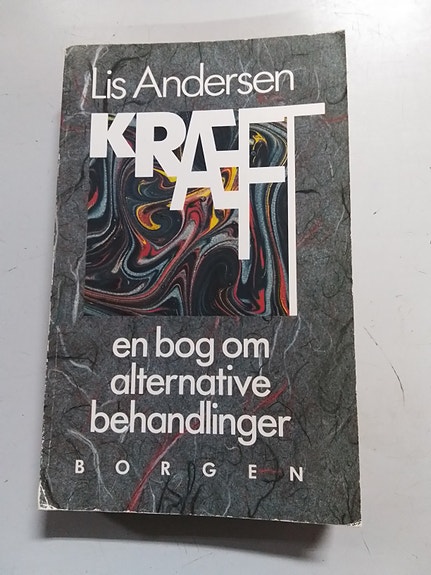 Lis Andersen
KRÆFT
en bog om
alternative
behandlinger
BORGEN